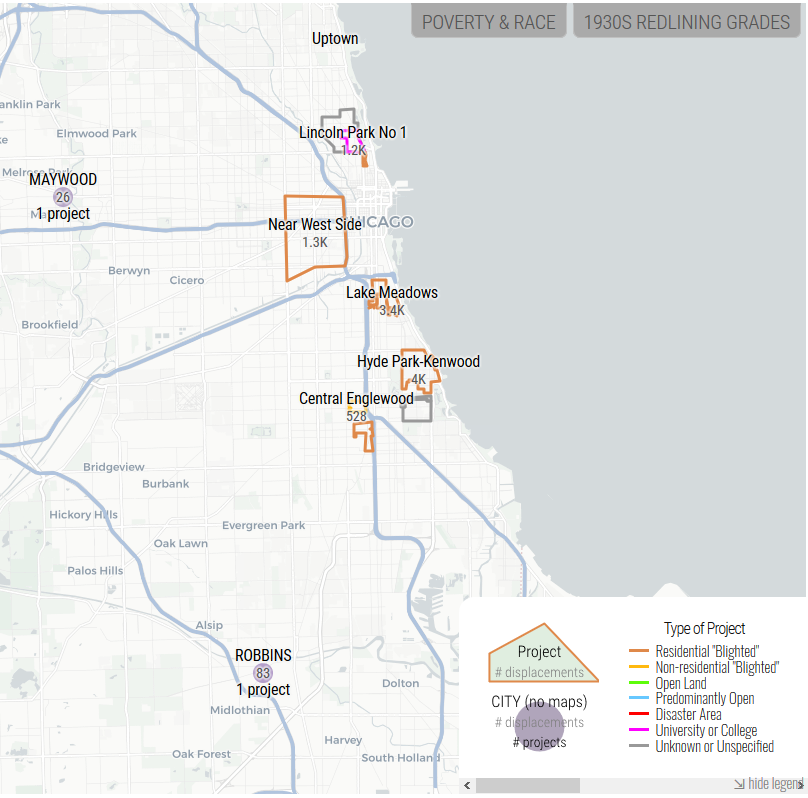 POVERTY & RACE
1930S REDLINING GRADES
Uptown
anklin Park
Elmwood Park
Lincoln Park No 1
1.2K
Melrose Park
MAYWOOD
26
1 project
Near West Side
1.3K
HICAGO
Berwyn
Cicero
Lake Meadows
3.4K
Brookfield
Hyde Park-Kenwood
4K
Central Englewood
528
Bridgeview
Burbank
Hickory Hills
Evergreen Park
Oak Lawn
Palos Hills
Alsip
ROBBINS
83
1 project
Midlothian
Dolton
Harvey
Oak Forest
South Holland
Project
# displacements
CITY (no maps)
# displacements
# projects
Type of Project
Residential "Blighted"
Non-residential "Blighted"
Open Land
Predominantly Open
Disaster Area
University or College
Unknown or Unspecified
hide legend